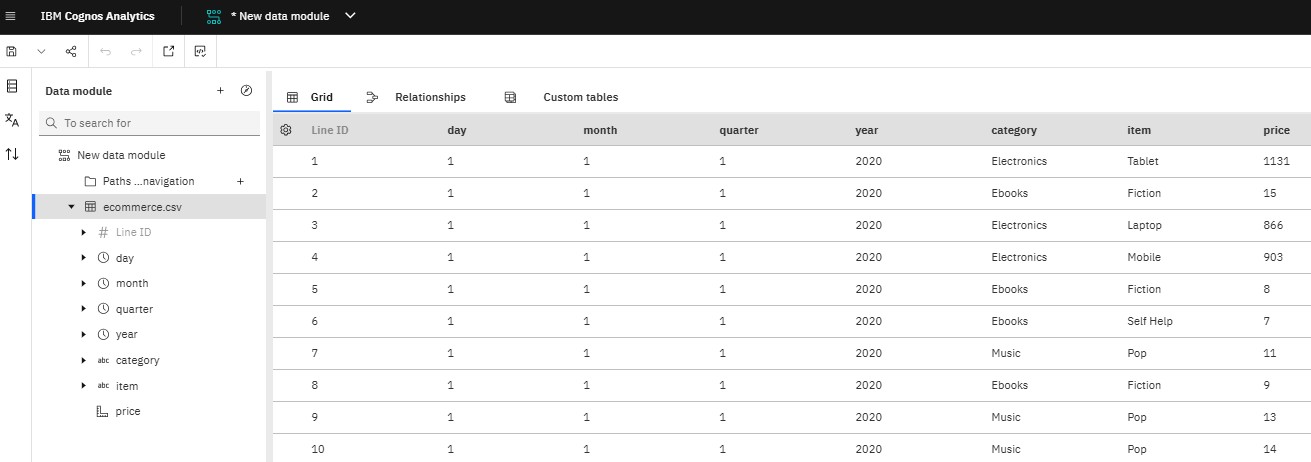 IBM Cognos Analytics
* New data module
Data module
To search for
New data module
Paths ...navigation
ecommerce.csv
# Line ID
day
month
quarter
year
abc category
abc item
price
Grid Relationships Custom tables
Line ID day month quarter year category item price
1 1 1 1 2020 Electronics Tablet 1131
2 1 1 1 2020 Ebooks Fiction 15
3 1 1 1 2020 Electronics Laptop 866
4 1 1 1 2020 Electronics Mobile 903
5 1 1 1 2020 Ebooks Fiction 8
6 1 1 1 2020 Ebooks Self Help 7
7 1 1 1 2020 Music Pop 11
8 1 1 1 2020 Ebooks Fiction 9
9 1 1 1 2020 Music Pop 13
10 1 1 1 2020 Music Pop 14